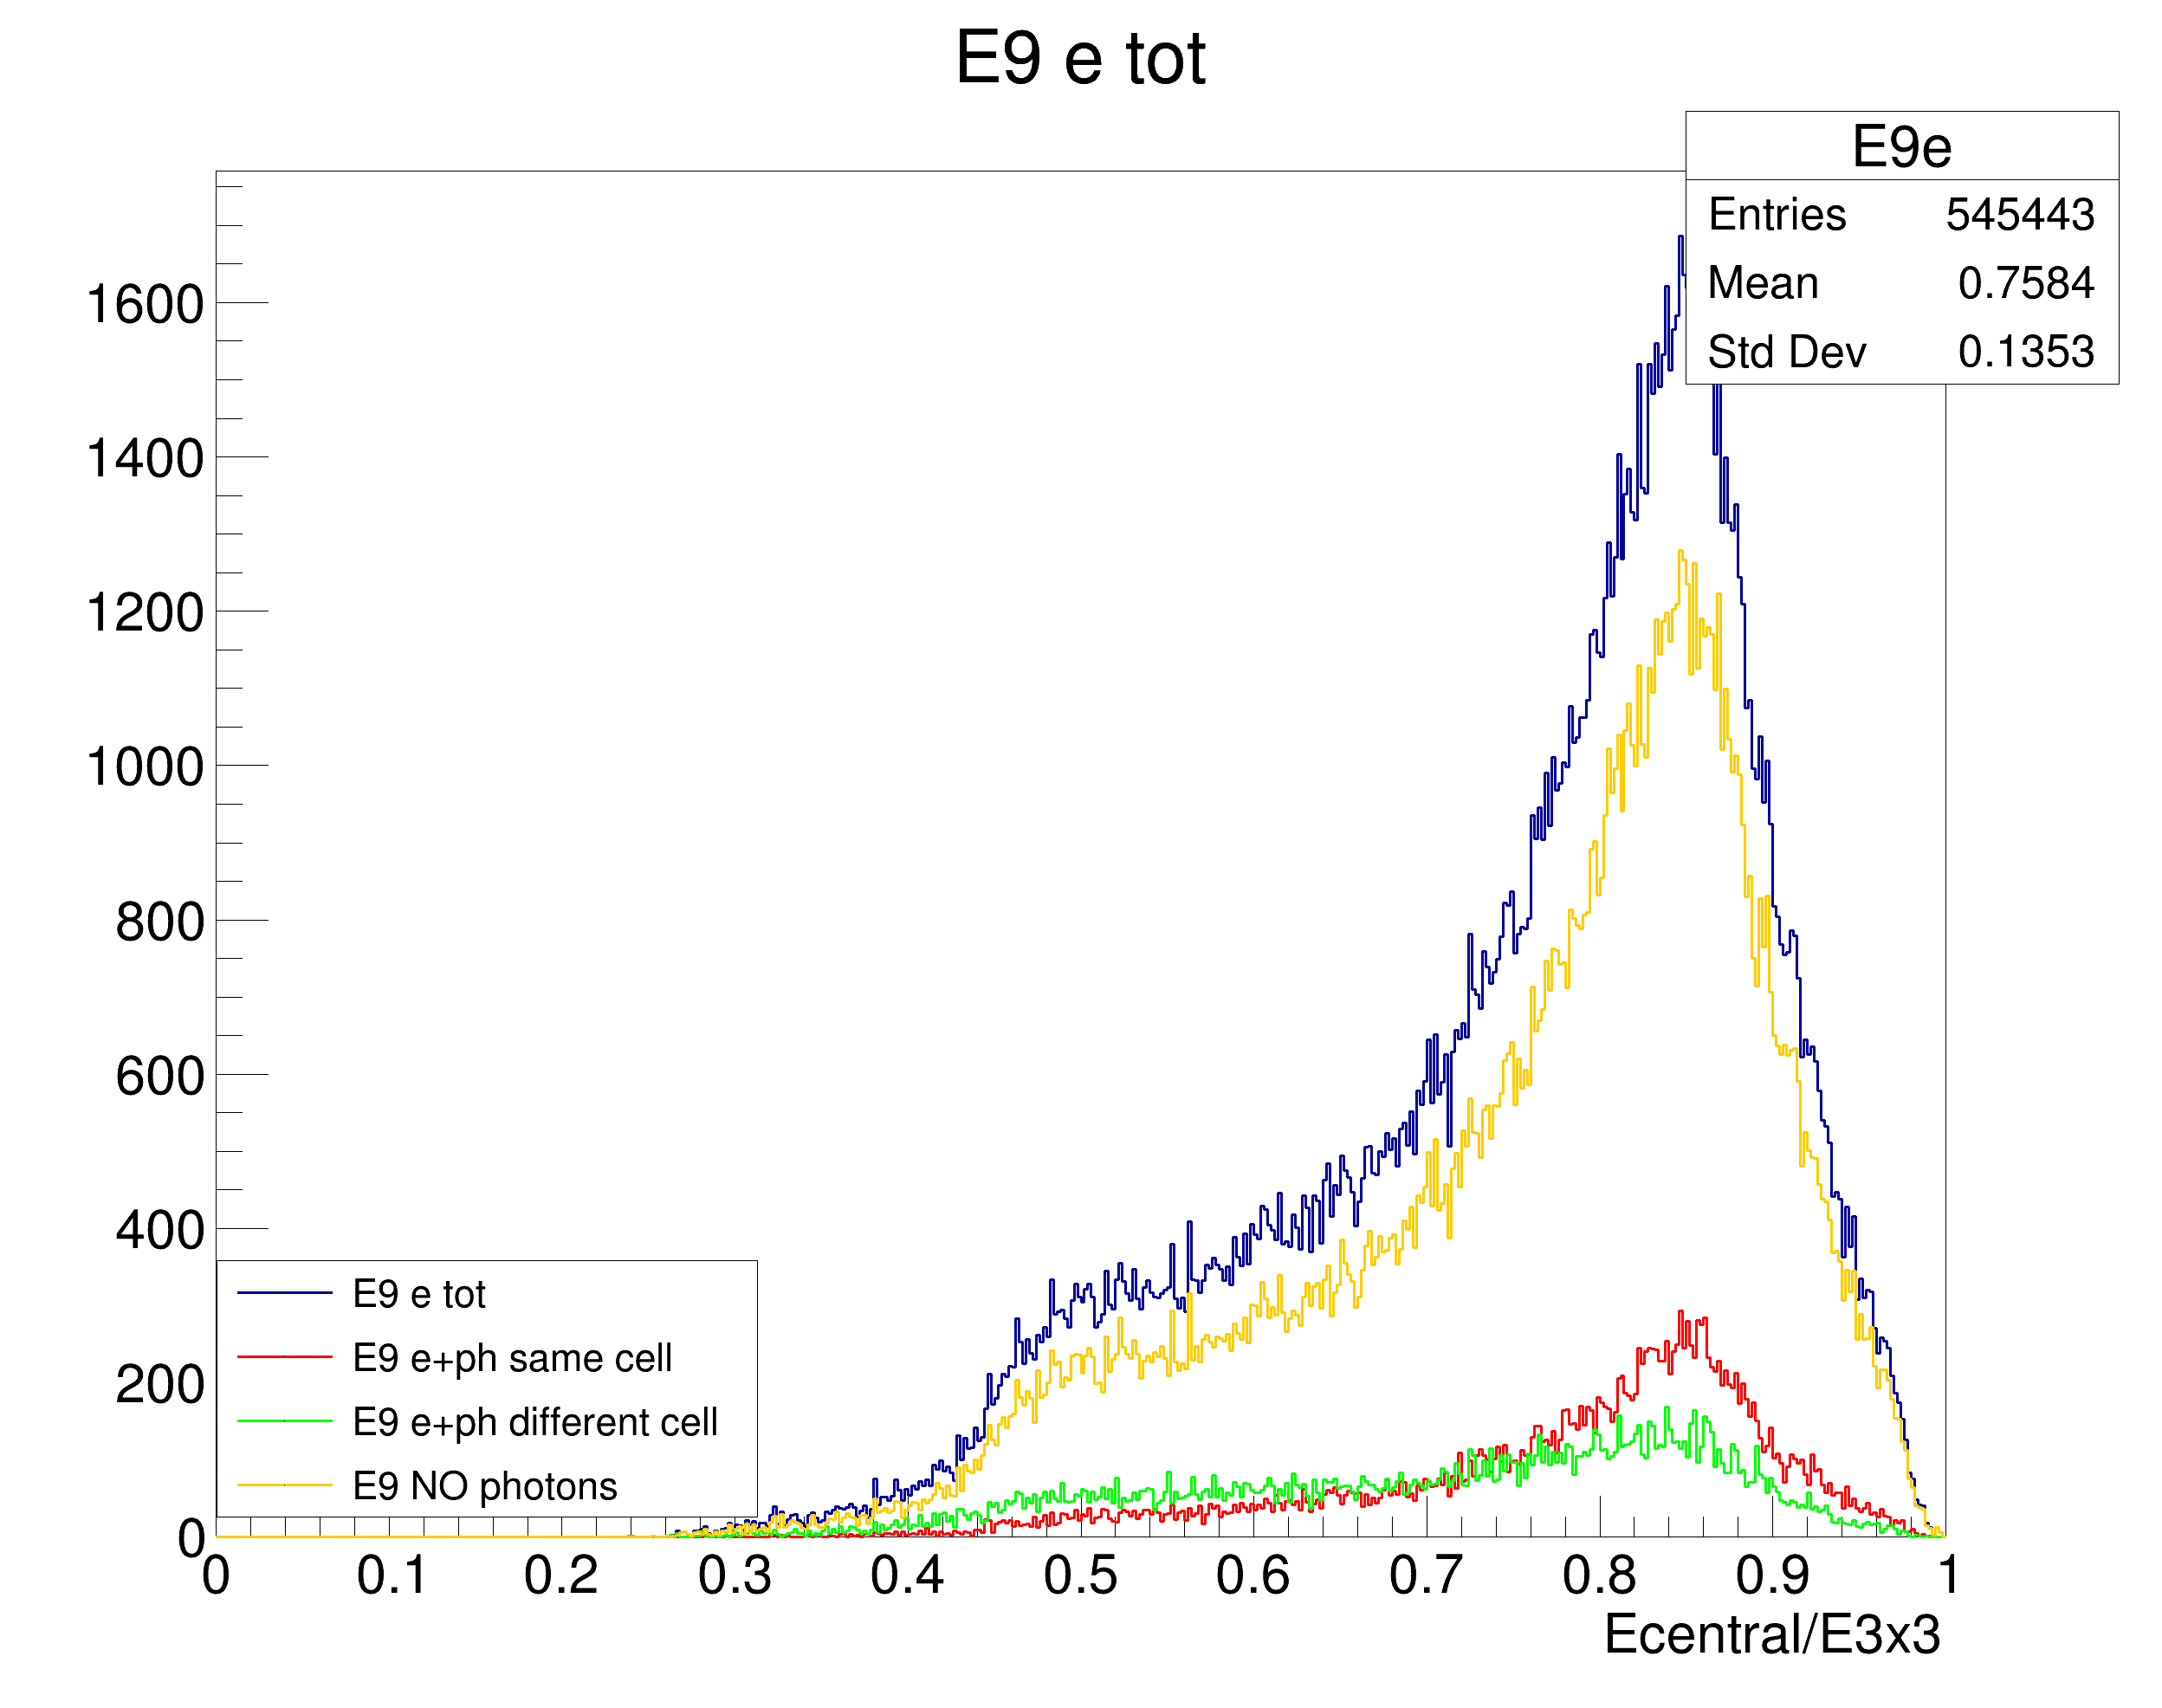 E9 e tot
E9e
Entries 545443
Mean 0.7584
Std Dev 0.1353
1600
1400
1200
1000
800
600
400
200
0
E9 e tot
E9 e+ph same cell
E9 e+ph different cell
E9 NO photons
0 0.1 0.2 0.3 0.4 0.5 0.6 0.7 0.8 0.9 1
Ecentral/E3x3